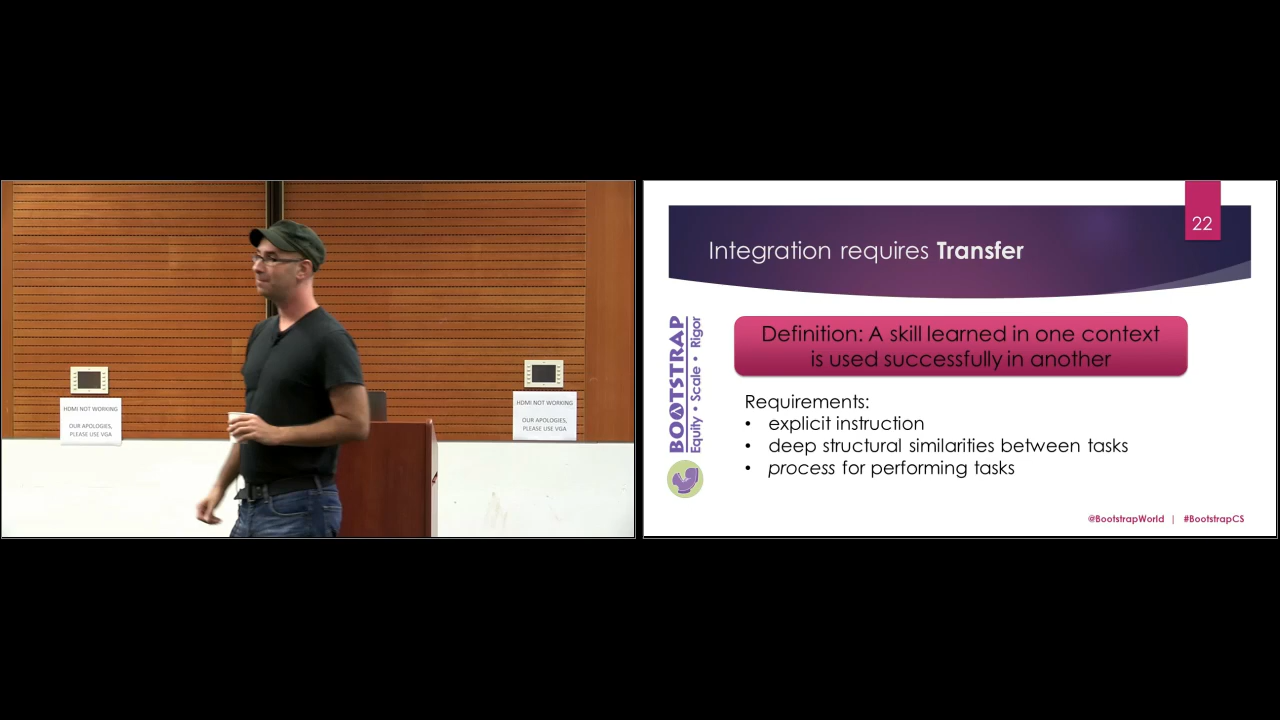 HDMI NOT WORKING
OUR APOLOGIES,
PLEASE USE VGA
HDMI NOT WORKING
OUR APOLOGIES,
PLEASE USE VGA
22
Integration requires Transfer
BOOTSTRAP
Equity • Scale • Rigor
Definition: A skill learned in one context
is used successfully in another
Requirements:
• explicit instruction
• deep structural similarities between tasks
• process for performing tasks
@BootstrapWorld | #BootstrapCS